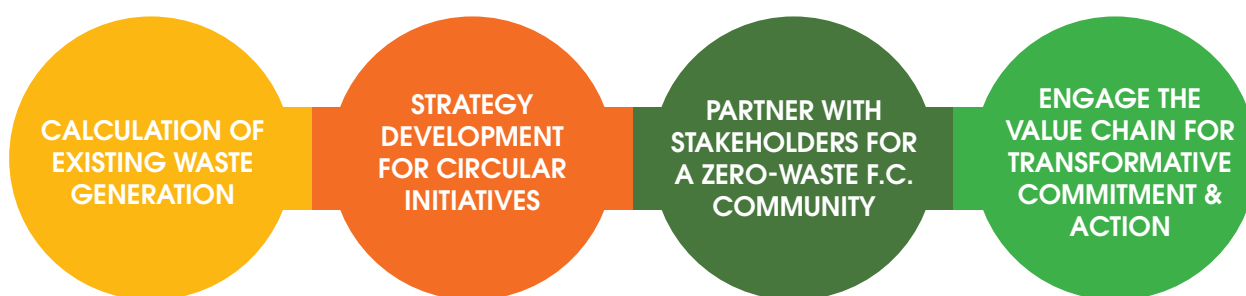 CALCULATION OF
EXISTING WASTE
GENERATION
STRATEGY
DEVELOPMENT
FOR CIRCULAR
INITIATIVES
PARTNER WITH
STAKEHOLDERS FOR
A ZERO-WASTE F.C.
COMMUNITY
ENGAGE THE
VALUE CHAIN FOR
TRANSFORMATIVE
COMMITMENT &
ACTION